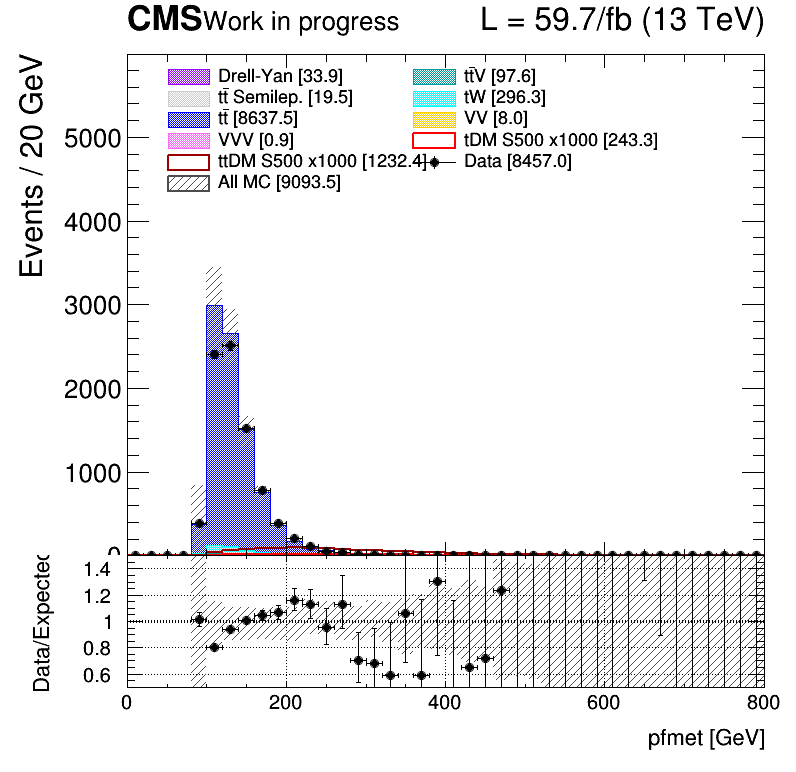 CMS Work in progress L = 59.7/fb (13 TeV)
Events / 20 GeV
Drell-Yan [33.9] tt̄V [97.6]
tt̄ Semilep. [19.5] tW [296.3]
tt̄ [8637.5] VV [8.0]
VVV [0.9] tDM S500 x1000 [243.3]
ttDM S500 x1000 [1232.4] Data [8457.0]
All MC [9093.5]
5000
4000
3000
2000
1000
0
Data/Expected
1.4
1.2
1
0.8
0.6
0 200 400 600 800
pfmet [GeV]